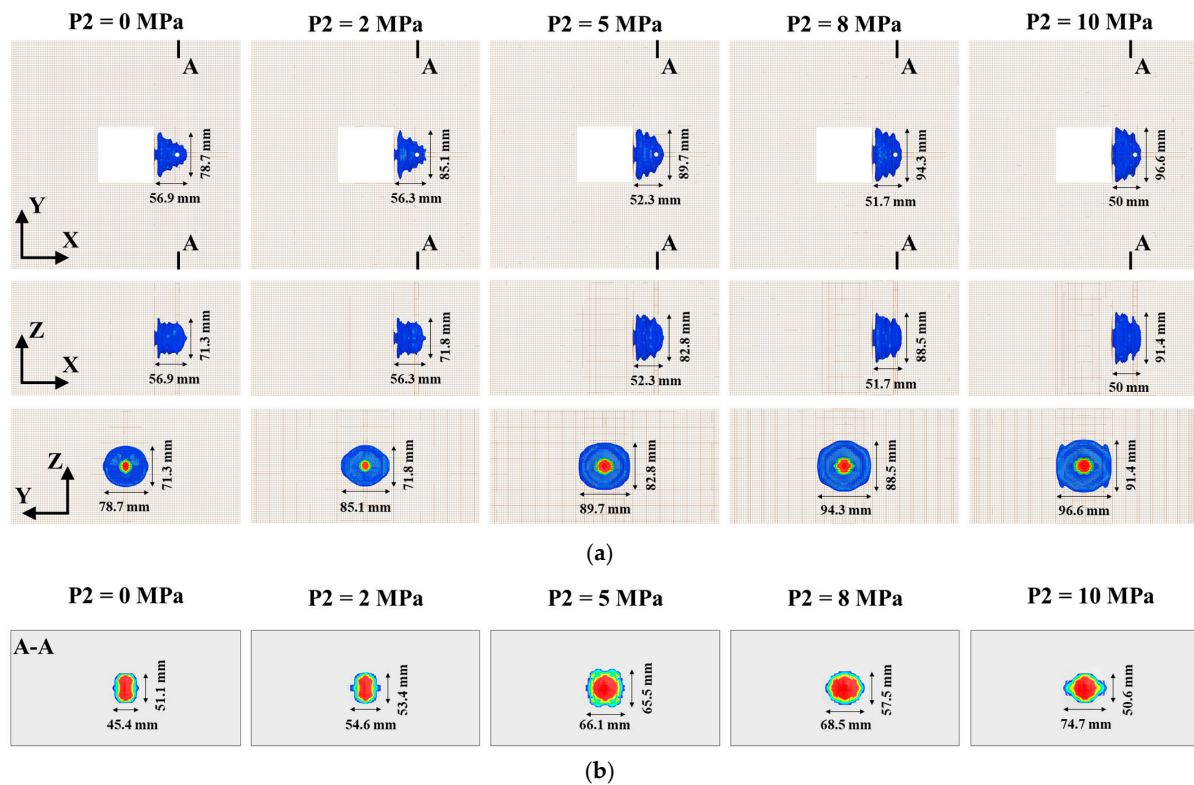 P2 = 0 MPa P2 = 2 MPa P2 = 5 MPa P2 = 8 MPa P2 = 10 MPa
A A A A A
78.7 mm 85.1 mm 89.7 mm 94.3 mm 96.6 mm
56.9 mm 56.3 mm 52.3 mm 51.7 mm 50 mm
Y
X
A A A A A
Z
X
71.3 mm 71.8 mm 82.8 mm 88.5 mm 91.4 mm
56.9 mm 56.3 mm 52.3 mm 51.7 mm 50 mm
Z
Y
71.3 mm 71.8 mm 82.8 mm 88.5 mm 91.4 mm
78.7 mm 85.1 mm 89.7 mm 94.3 mm 96.6 mm
(a)
P2 = 0 MPa P2 = 2 MPa P2 = 5 MPa P2 = 8 MPa P2 = 10 MPa
A-A
51.1 mm 53.4 mm 65.5 mm 57.5 mm 50.6 mm
45.4 mm 54.6 mm 66.1 mm 68.5 mm 74.7 mm
(b)